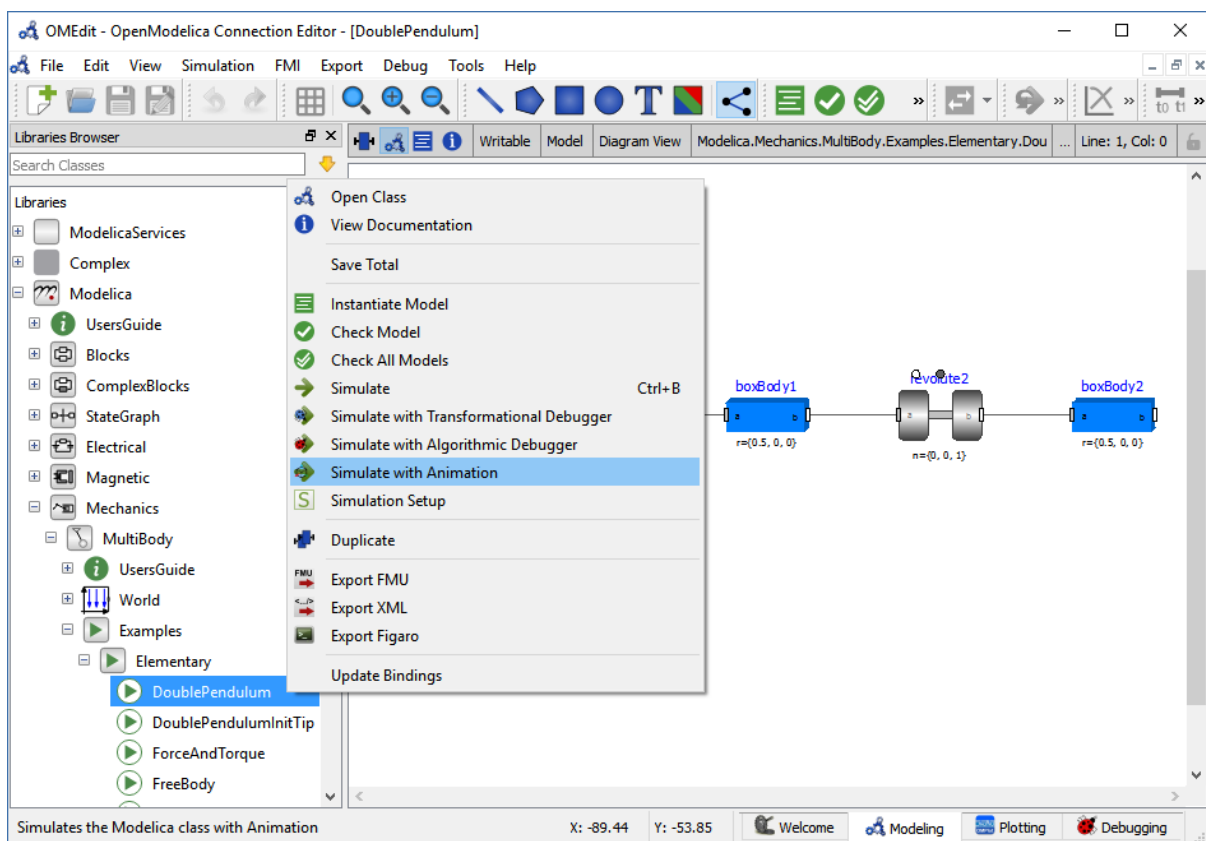 OMEdit - OpenModelica Connection Editor - [DoublePendulum]
File Edit View Simulation FMI Export Debug Tools Help
T » » » t0 t1 »
Libraries Browser
Writable Model Diagram View Modelica.Mechanics.MultiBody.Examples.Elementary.Dou ... Line: 1, Col: 0
Search Classes
Libraries
ModelicaServices
Complex
Modelica
UsersGuide
Blocks
ComplexBlocks
StateGraph
Electrical
Magnetic
Mechanics
MultiBody
UsersGuide
World
Examples
Elementary
DoublePendulum
DoublePendulumInitTip
ForceAndTorque
FreeBody
Open Class
View Documentation
Save Total
Instantiate Model
Check Model
Check All Models
Simulate Ctrl+B
Simulate with Transformational Debugger
Simulate with Algorithmic Debugger
Simulate with Animation
S Simulation Setup
Duplicate
FMU Export FMU
Export XML
Export Figaro
Update Bindings
boxBody1 revolute2 boxBody2
a b a b a b
r={0.5, 0, 0} n={0, 0, 1} r={0.5, 0, 0}
Simulates the Modelica class with Animation X: -89.44 Y: -53.85 Welcome Modeling Plotting Debugging